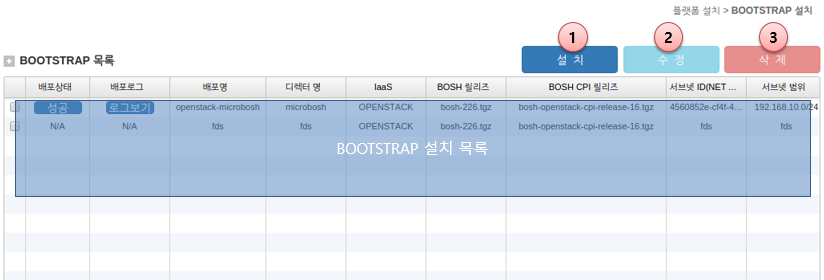 플랫폼 설치 > BOOTSTRAP 설치
1 2 3
BOOTSTRAP 목록 설 치 수 정 삭 제
배포상태 배포로그 배포명 디렉터 명 IaaS BOSH 릴리즈 BOSH CPI 릴리즈 서브넷 ID(NET ... 서브넷 범위
성공 로그보기 openstack-microbosh microbosh OPENSTACK bosh-226.tgz bosh-openstack-cpi-release-16.tgz 4560852e-cf4f-4... 192.168.10.0/24
N/A N/A fds fds OPENSTACK bosh-226.tgz bosh-openstack-cpi-release-16.tgz fds fds
BOOTSTRAP 설치 목록